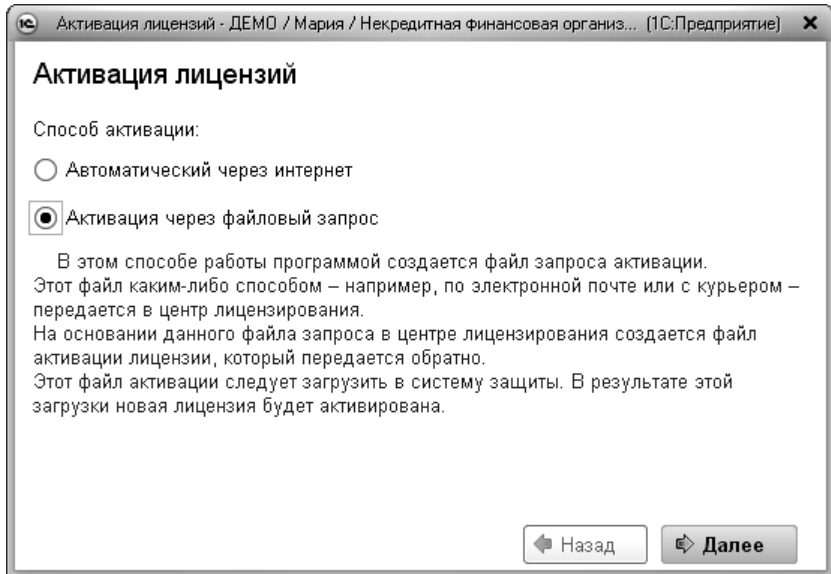 Активация лицензий - ДЕМО / Мария / Некредитная финансовая организ... (1С:Предприятие)
Активация лицензий
Способ активации:
Автоматический через интернет
Активация через файловый запрос
В этом способе работы программой создается файл запроса активации.
Этот файл каким-либо способом – например, по электронной почте или с курьером –
передается в центр лицензирования.
На основании данного файла запроса в центре лицензирования создается файл
активации лицензии, который передается обратно.
Этот файл активации следует загрузить в систему защиты. В результате этой
загрузки новая лицензия будет активирована.
Назад Далее